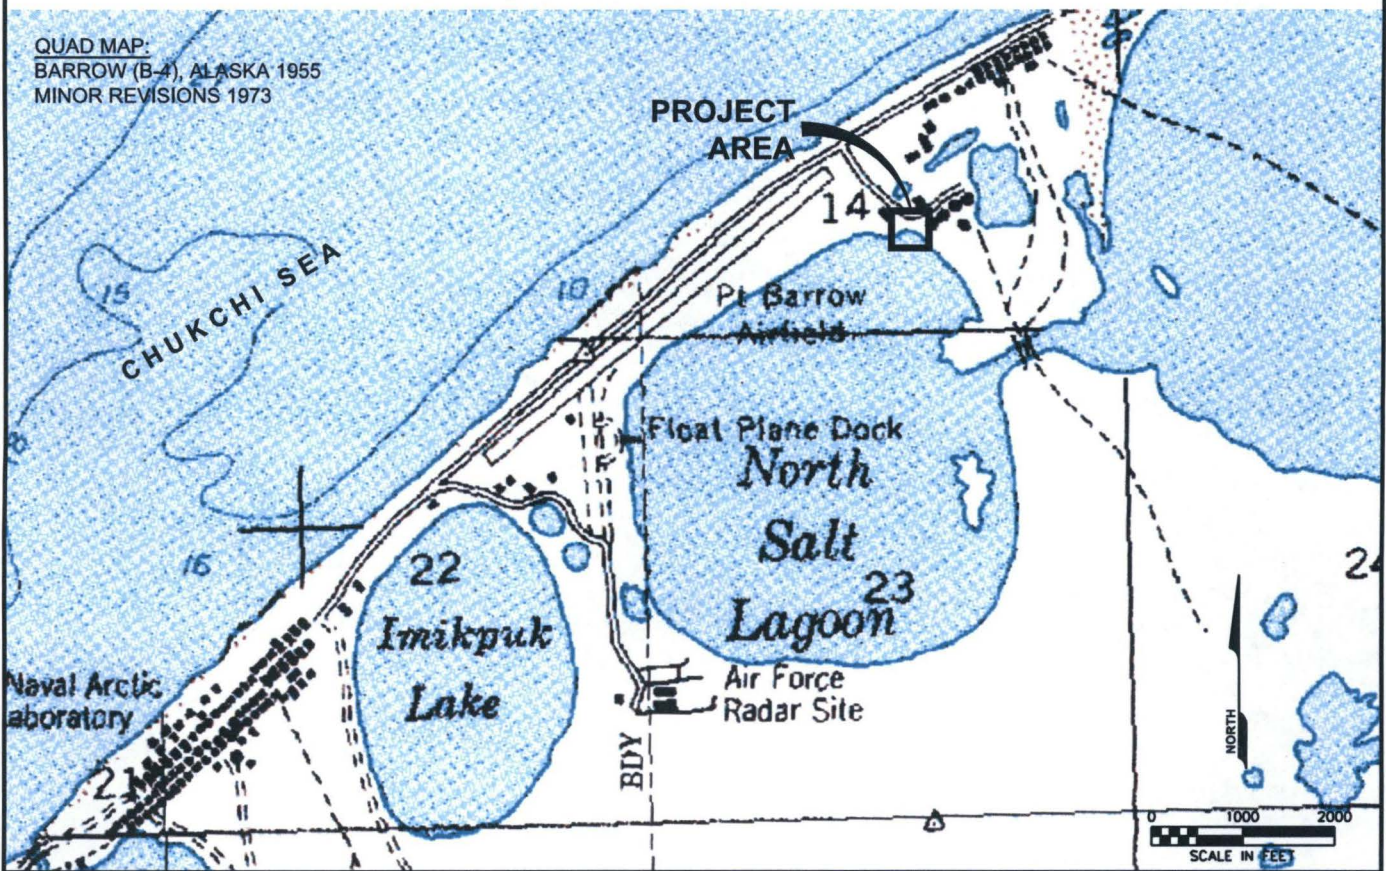 QUAD MAP:
BARROW (B-4), ALASKA 1955
MINOR REVISIONS 1973
PROJECT
AREA
14
CHUKCHI SEA
15
10
Pt Barrow
Airfield
Float Plane Dock
North
Salt
Lagoon
23
24
16
22
Imikpuk
Lake
Naval Arctic
aboratory
21
Air Force
Radar Site
BDY
NORTH
0 1000 2000
SCALE IN FEET